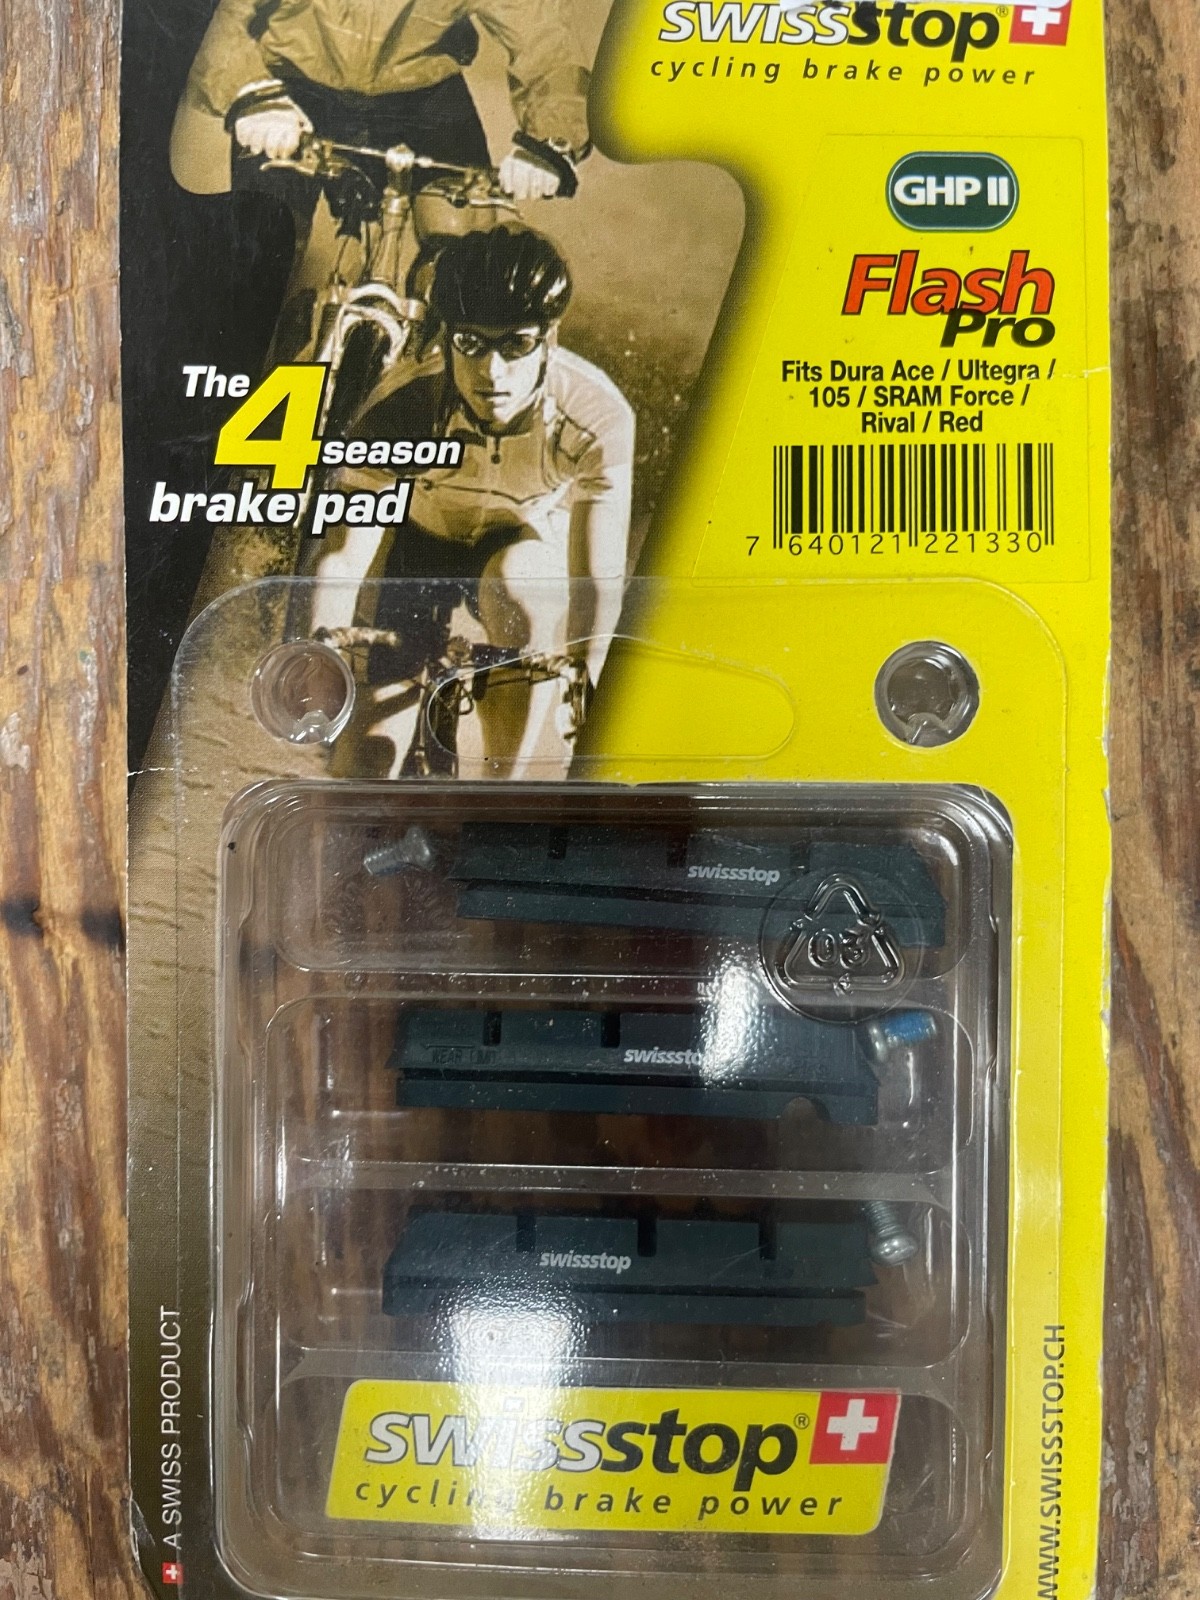 swissstop®
cycling brake power
GHP II
Flash
Pro
Fits Dura Ace / Ultegra /
105 / SRAM Force /
Rival / Red
7 640121 221330
The 4 season
brake pad
swissstop
03
WEAR LIMIT
swissstop
swissstop
swissstop®
cycling brake power
A SWISS PRODUCT
WWW.SWISSSTOP.CH